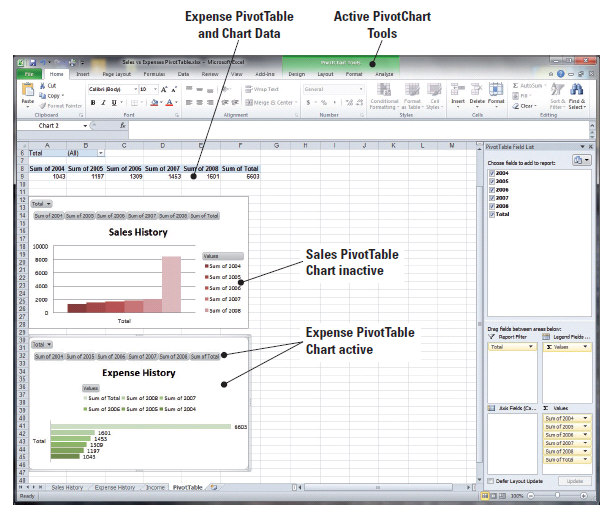 Expense PivotTable
and Chart Data
Active PivotChart
Tools
Sales vs Expenses PivotTable.xlsx - Microsoft Excel
PivotChart Tools
File Home Insert Page Layout Formulas Data Review View Add-Ins Design Layout Format Analyze
Cut
Copy
Format Painter
Paste
Clipboard
Calibri (Body) 10
B I U
Font
Alignment
Wrap Text
Merge & Center
General
$ % ,
Number
Conditional Formatting
Format as Table
Cell Styles
Styles
Insert Delete Format
Cells
AutoSum
Fill
Clear
Sort & Filter
Find & Select
Editing
Chart 2 fx
A B C D E F G H I J K L M
6 Total (All)
7
8 Sum of 2004 Sum of 2005 Sum of 2006 Sum of 2007 Sum of 2008 Sum of Total
9 1043 1197 1309 1453 1601 6603
Total
Sum of 2004 Sum of 2005 Sum of 2006 Sum of 2007 Sum of 2008 Sum of Total
Sales History
10000
8000
6000
4000
2000
0
Total
Values
Sum of 2004
Sum of 2005
Sum of 2006
Sum of 2007
Sum of 2008
Sales PivotTable
Chart inactive
Total
Sum of 2004 Sum of 2005 Sum of 2006 Sum of 2007 Sum of 2008 Sum of Total
Expense History
Values
Sum of Total Sum of 2008 Sum of 2007
Sum of 2006 Sum of 2005 Sum of 2004
6603
1601
1453
1309
1197
1043
Total
Expense PivotTable
Chart active
PivotTable Field List
Choose fields to add to report:
2004
2005
2006
2007
2008
Total
Drag fields between areas below:
Report Filter
Legend Fields ...
Total
Σ Values
Axis Fields (Ca...
Σ Values
Sum of 2004
Sum of 2005
Sum of 2006
Sum of 2007
Sum of 2008
Sum of Total
Defer Layout Update
Update
Sales History Expense History Income PivotTable
Ready
100%